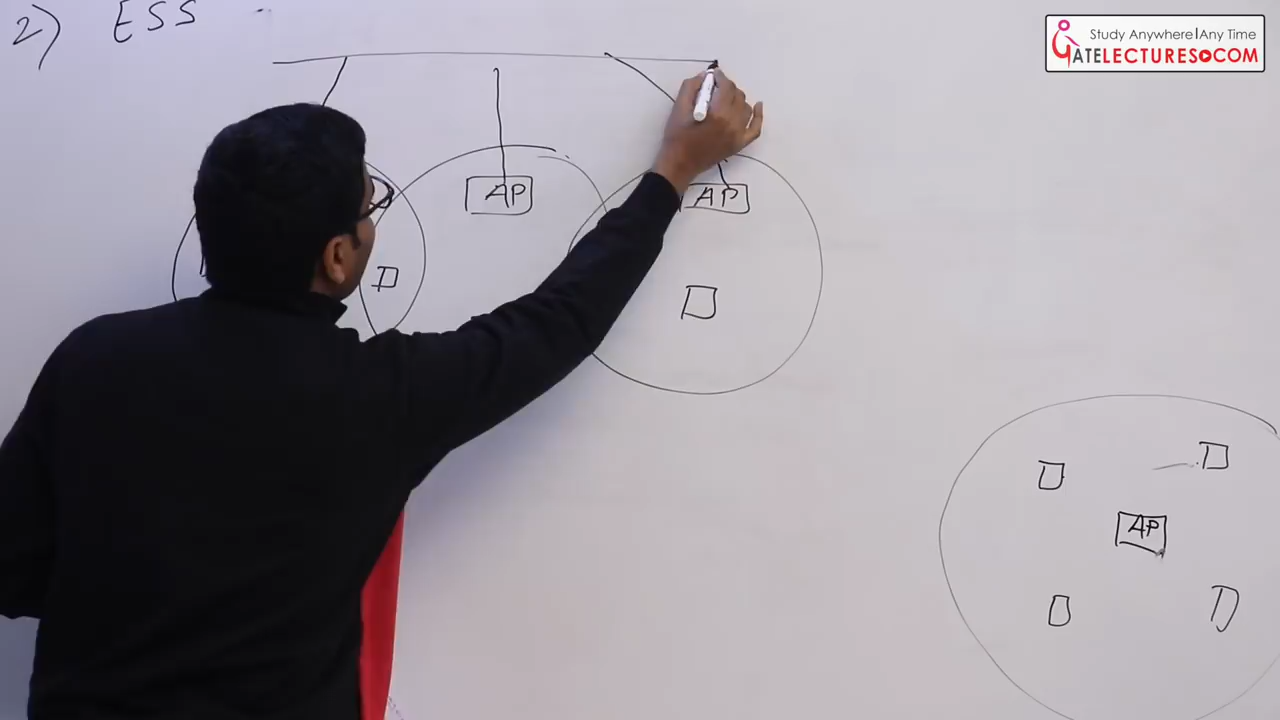 2) ESS
Study Anywhere|Any Time
GATELECTURES.COM
AP
AP
AP